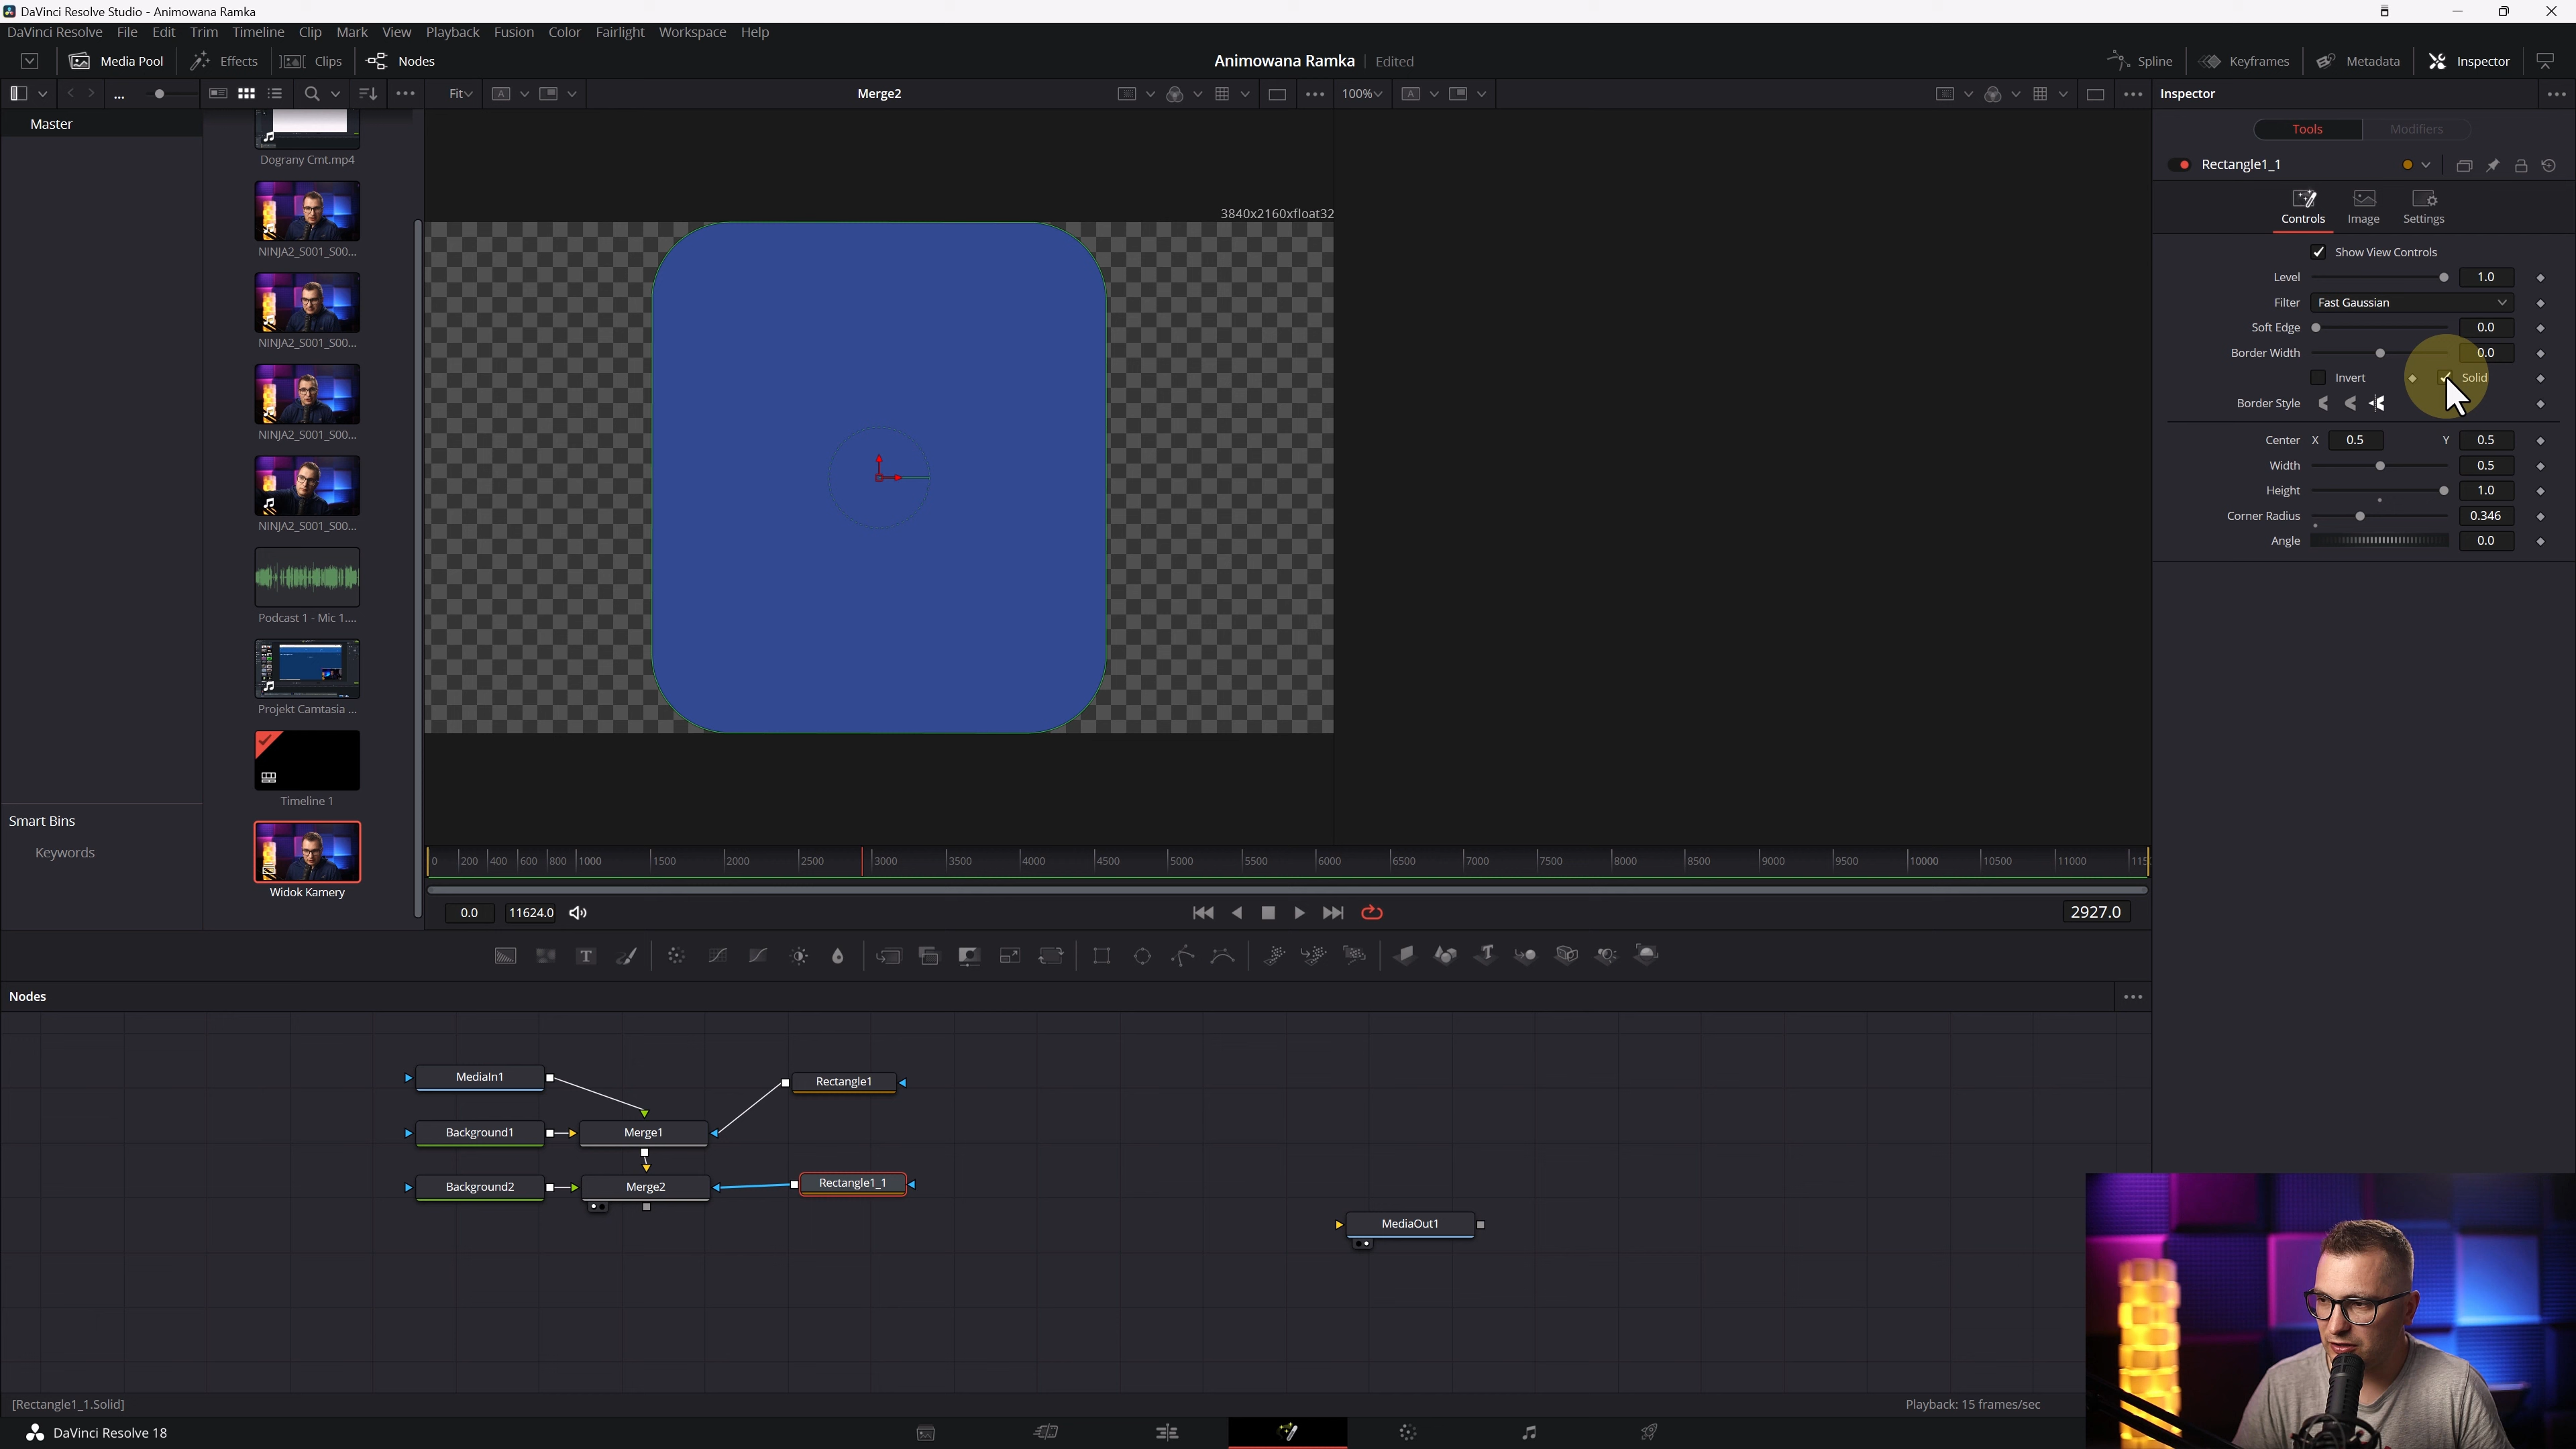 DaVinci Resolve Studio - Animowana Ramka
DaVinci Resolve File Edit Trim Timeline Clip Mark View Playback Fusion Color Fairlight Workspace Help
Media Pool Effects Clips Nodes Animowana Ramka Edited Spline Keyframes Metadata Inspector
Fit Merge2 100% Inspector
Master
Tools Modifiers
Dograny Cmt.mp4
Rectangle1_1
Controls Image Settings
3840x2160xfloat32
NINJA2_S001_S00...
Show View Controls
Level 1.0
Filter Fast Gaussian
Soft Edge 0.0
NINJA2_S001_S00...
Border Width 0.0
Invert Solid
Border Style
NINJA2_S001_S00...
Center X 0.5 Y 0.5
Width 0.5
Height 1.0
Corner Radius 0.346
NINJA2_S001_S00...
Angle 0.0
Podcast 1 - Mic 1....
Projekt Camtasia ...
Timeline 1
Smart Bins
Keywords
0 200 400 600 800 1000 1500 2000 2500 3000 3500 4000 4500 5000 5500 6000 6500 7000 7500 8000 8500 9000 9500 10000 10500 11000 115
Widok Kamery
0.0 11624.0 2927.0
Nodes
MediaIn1 Rectangle1
Background1 Merge1
Background2 Merge2 Rectangle1_1
MediaOut1
[Rectangle1_1.Solid] Playback: 15 frames/sec
DaVinci Resolve 18